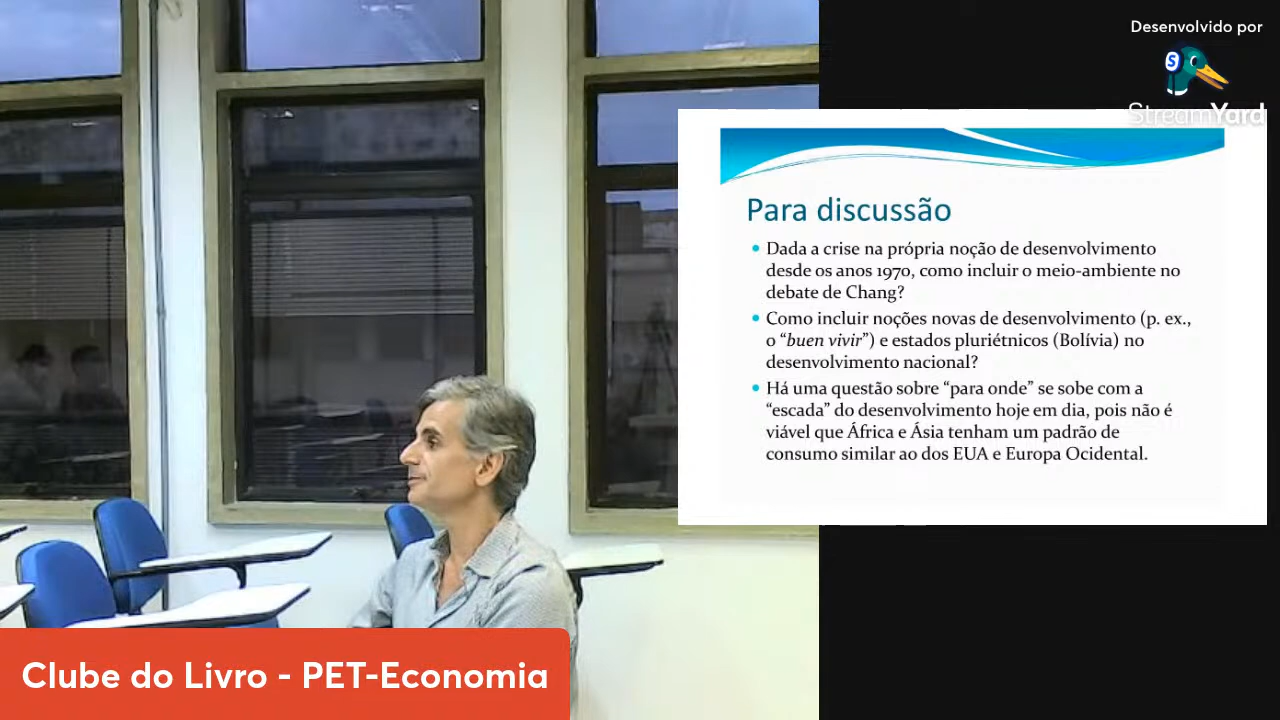 Desenvolvido por
S
StreamYard
Para discussão
• Dada a crise na própria noção de desenvolvimento
desde os anos 1970, como incluir o meio-ambiente no
debate de Chang?
• Como incluir noções novas de desenvolvimento (p. ex.,
o “buen vivir”) e estados pluriétnicos (Bolívia) no
desenvolvimento nacional?
• Há uma questão sobre “para onde” se sobe com a
“escada” do desenvolvimento hoje em dia, pois não é
viável que África e Ásia tenham um padrão de
consumo similar ao dos EUA e Europa Ocidental.
Clube do Livro - PET-Economia